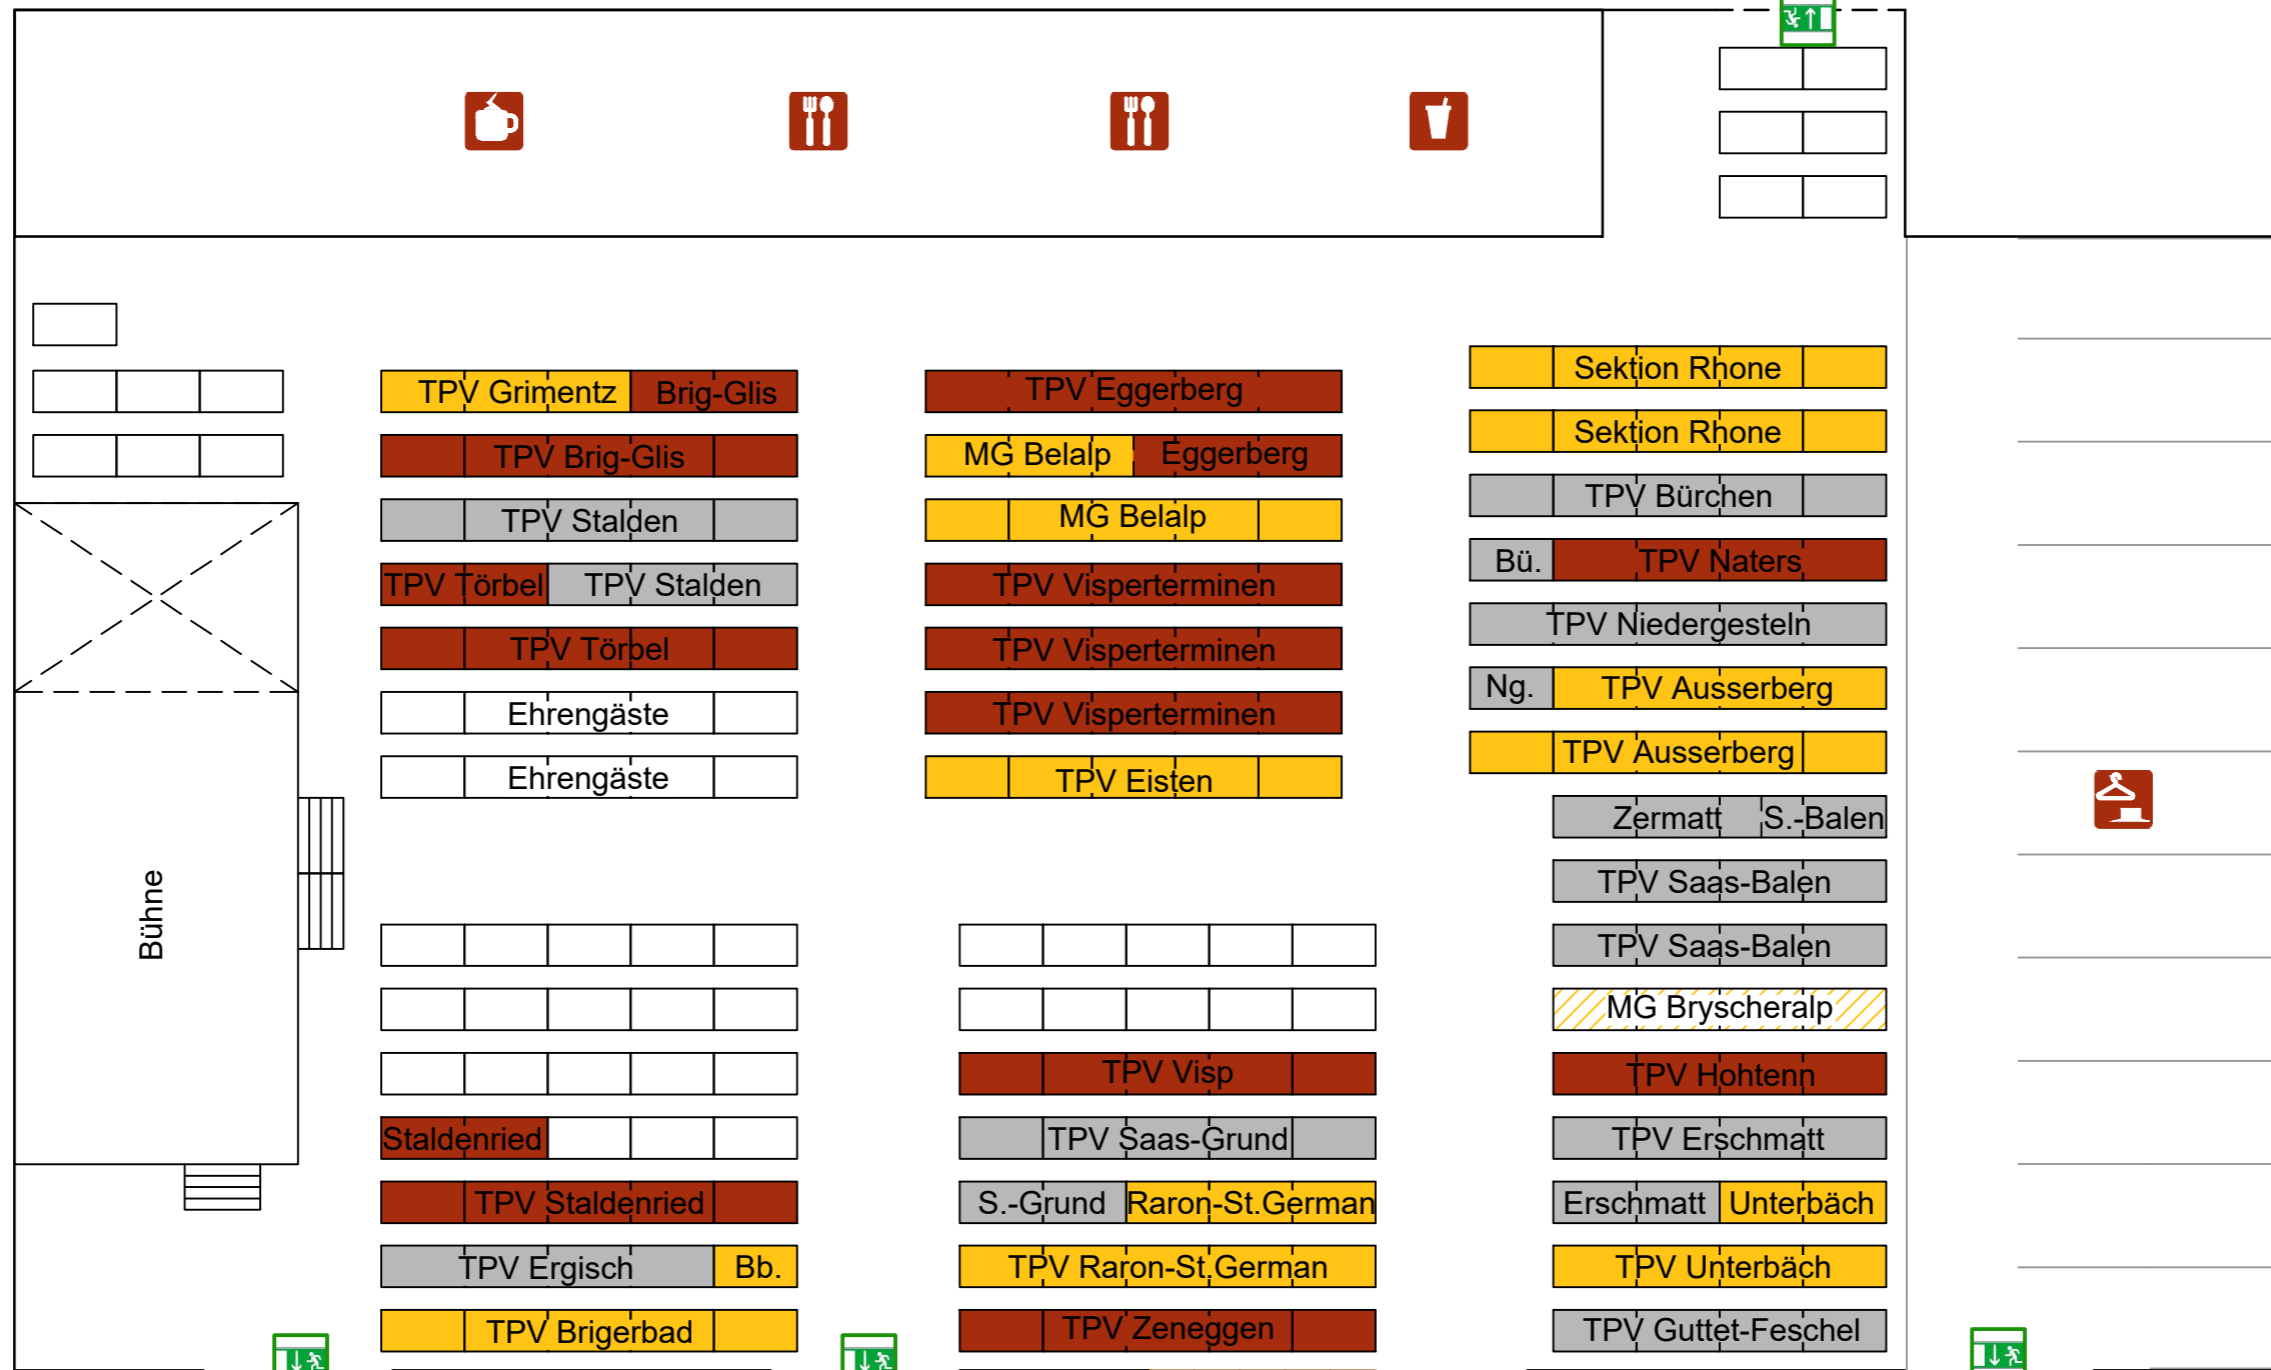 TPV Grimentz Brig-Glis
TPV Brig-Glis
TPV Stalden
TPV Törbel TPV Stalden
TPV Törbel
Ehrengäste
Ehrengäste
TPV Eggerberg
MG Belalp Eggerberg
MG Belalp
TPV Visperterminen
TPV Visperterminen
TPV Visperterminen
TPV Eisten
Sektion Rhone
Sektion Rhone
TPV Bürchen
Bü. TPV Naters
TPV Niedergesteln
Ng. TPV Ausserberg
TPV Ausserberg
Zermatt S.-Balen
TPV Saas-Balen
TPV Saas-Balen
MG Bryscheralp
TPV Hohtenn
TPV Erschmatt
Erschmatt Unterbäch
TPV Unterbäch
TPV Guttet-Feschel
Bühne
Staldenried
TPV Staldenried
TPV Ergisch Bb.
TPV Brigerbad
TPV Visp
TPV Saas-Grund
S.-Grund Raron-St.German
TPV Raron-St.German
TPV Zeneggen